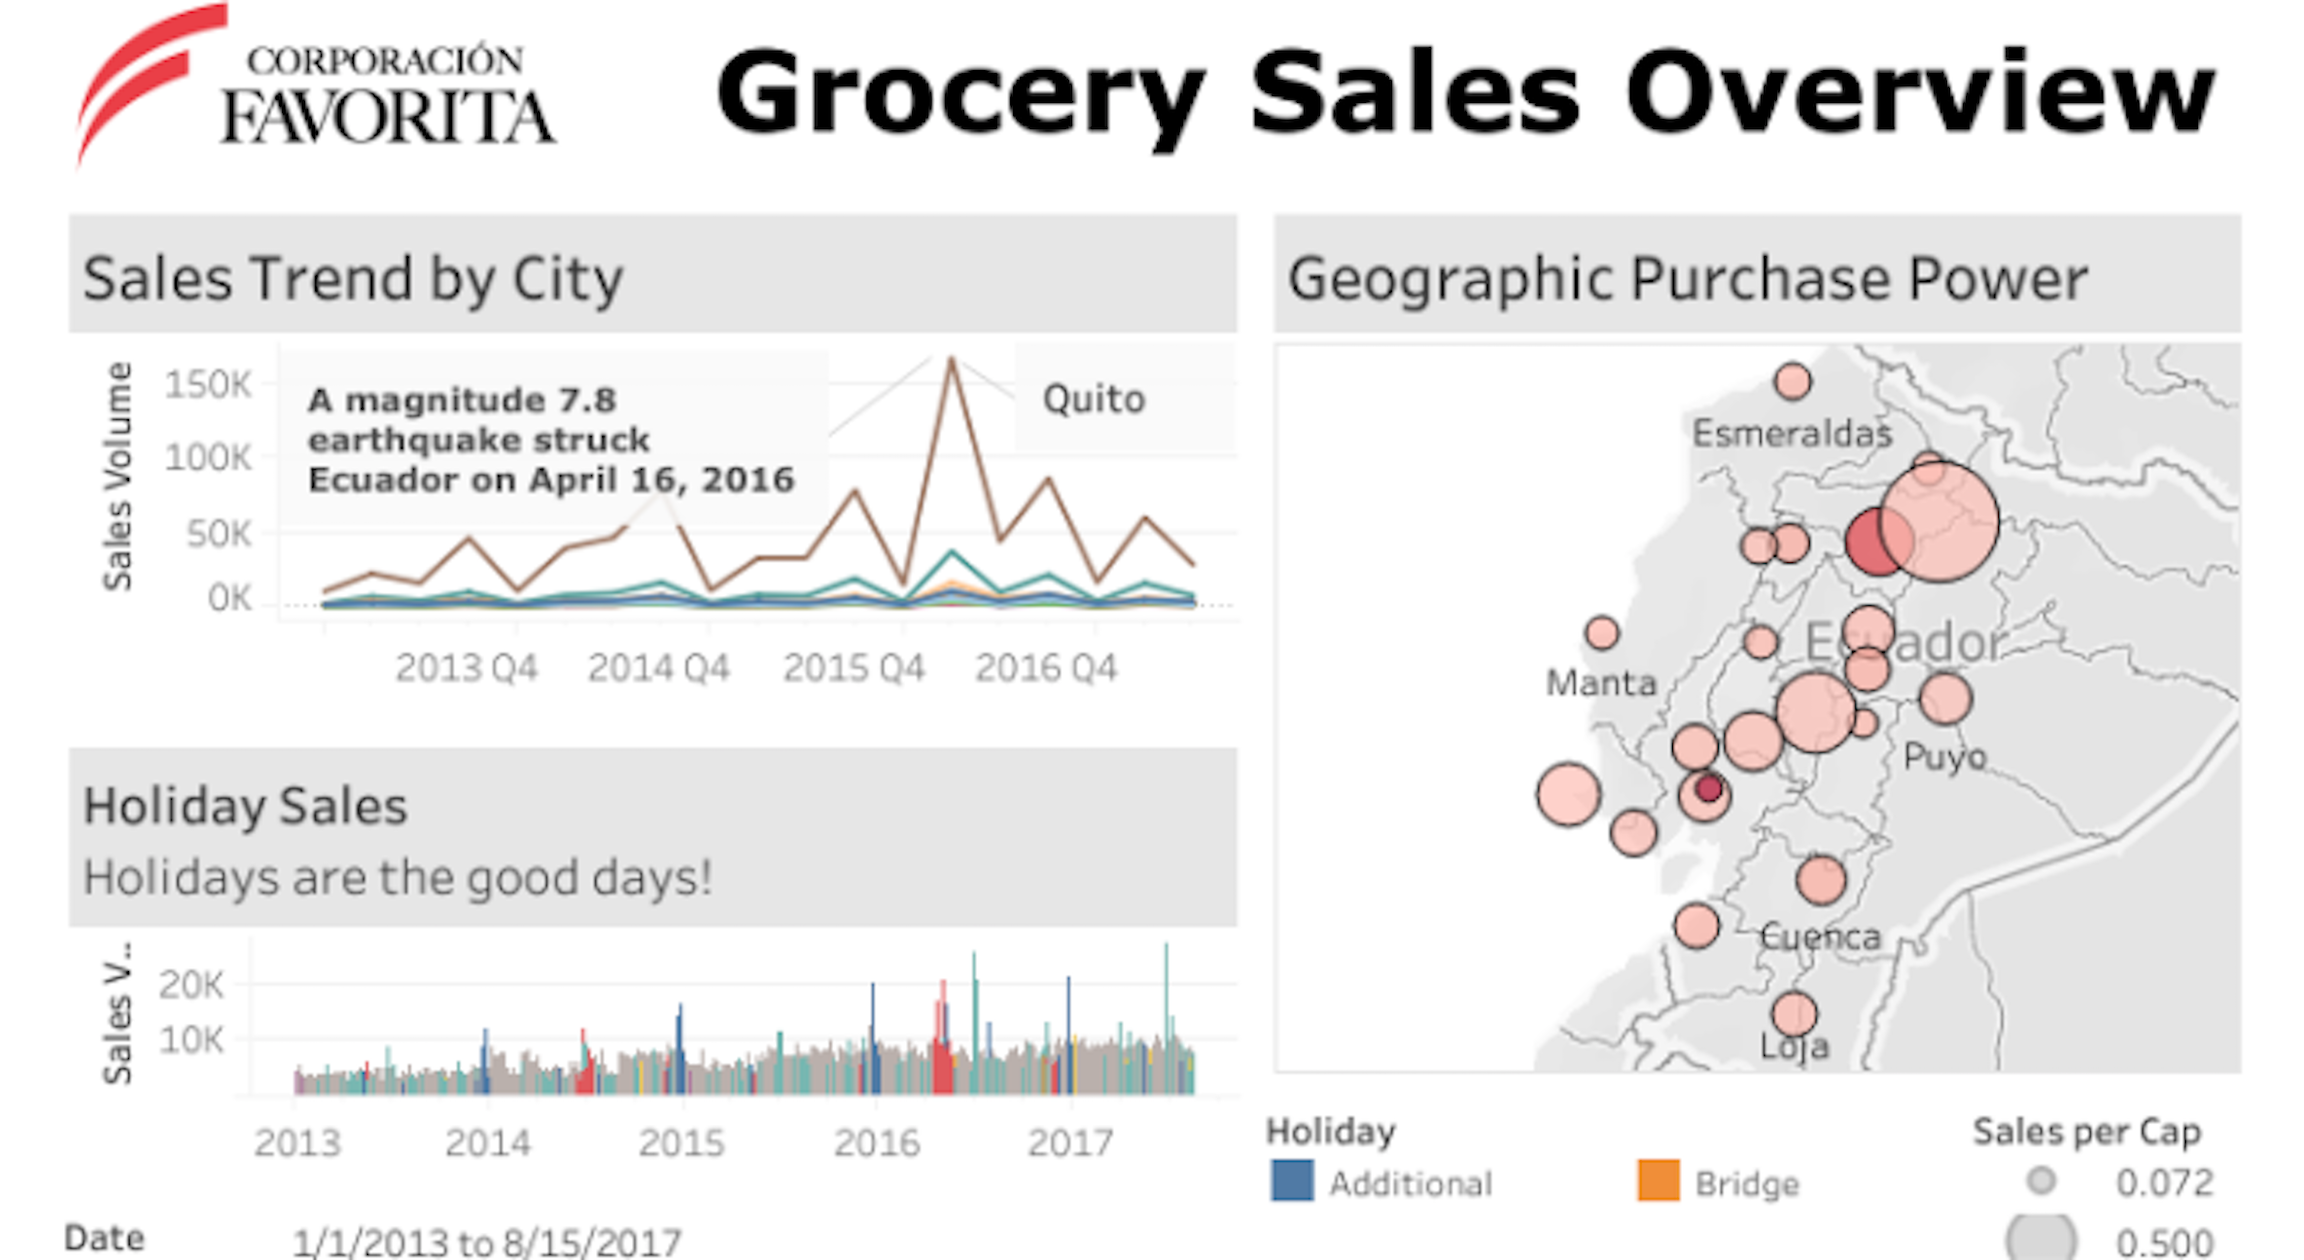 CORPORACIÓN
FAVORITA
Grocery Sales Overview
Sales Trend by City
Sales Volume
150K
100K
50K
0K
A magnitude 7.8
earthquake struck
Ecuador on April 16, 2016
Quito
2013 Q4
2014 Q4
2015 Q4
2016 Q4
Holiday Sales
Holidays are the good days!
Sales V..
20K
10K
2013
2014
2015
2016
2017
Date
1/1/2013 to 8/15/2017
Geographic Purchase Power
Esmeraldas
Ecuador
Manta
Puyo
Cuenca
Loja
Holiday
Additional
Bridge
Sales per Cap
0.072
0.500